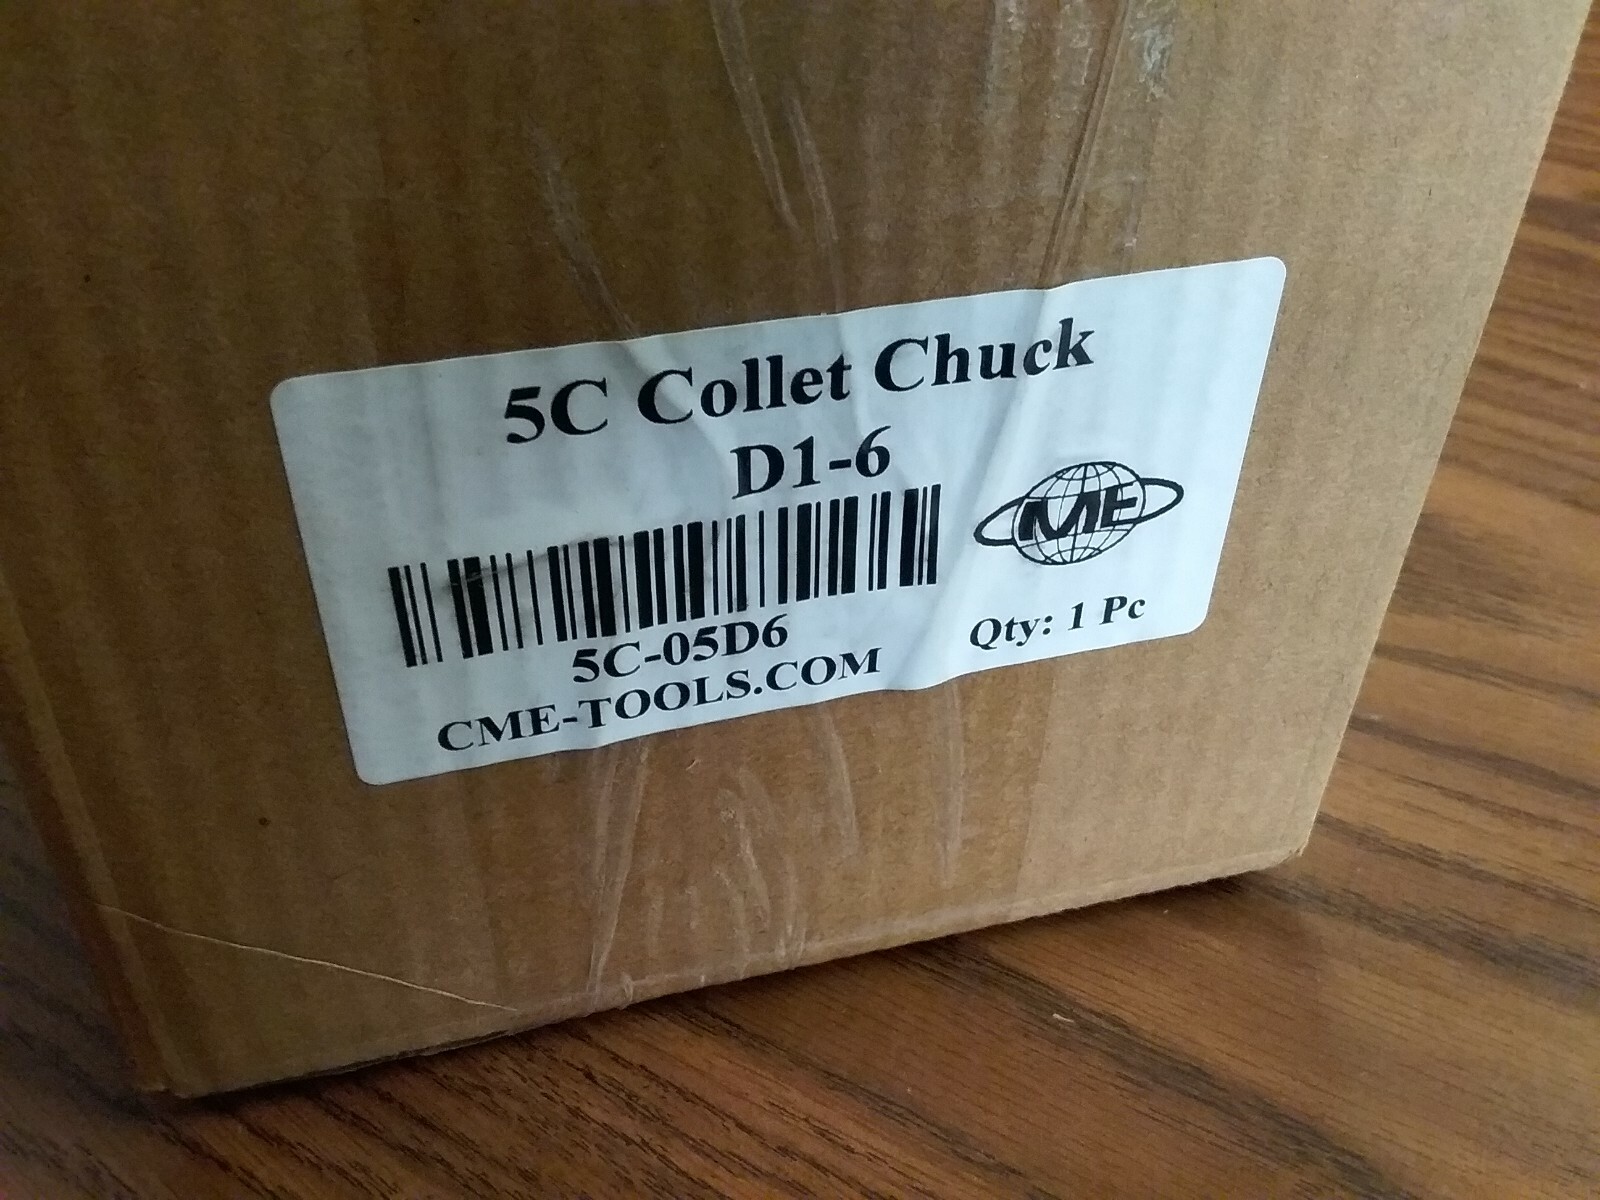 5C Collet Chuck
D1-6
ME
5C-05D6
Qty: 1 Pc
CME-TOOLS.COM